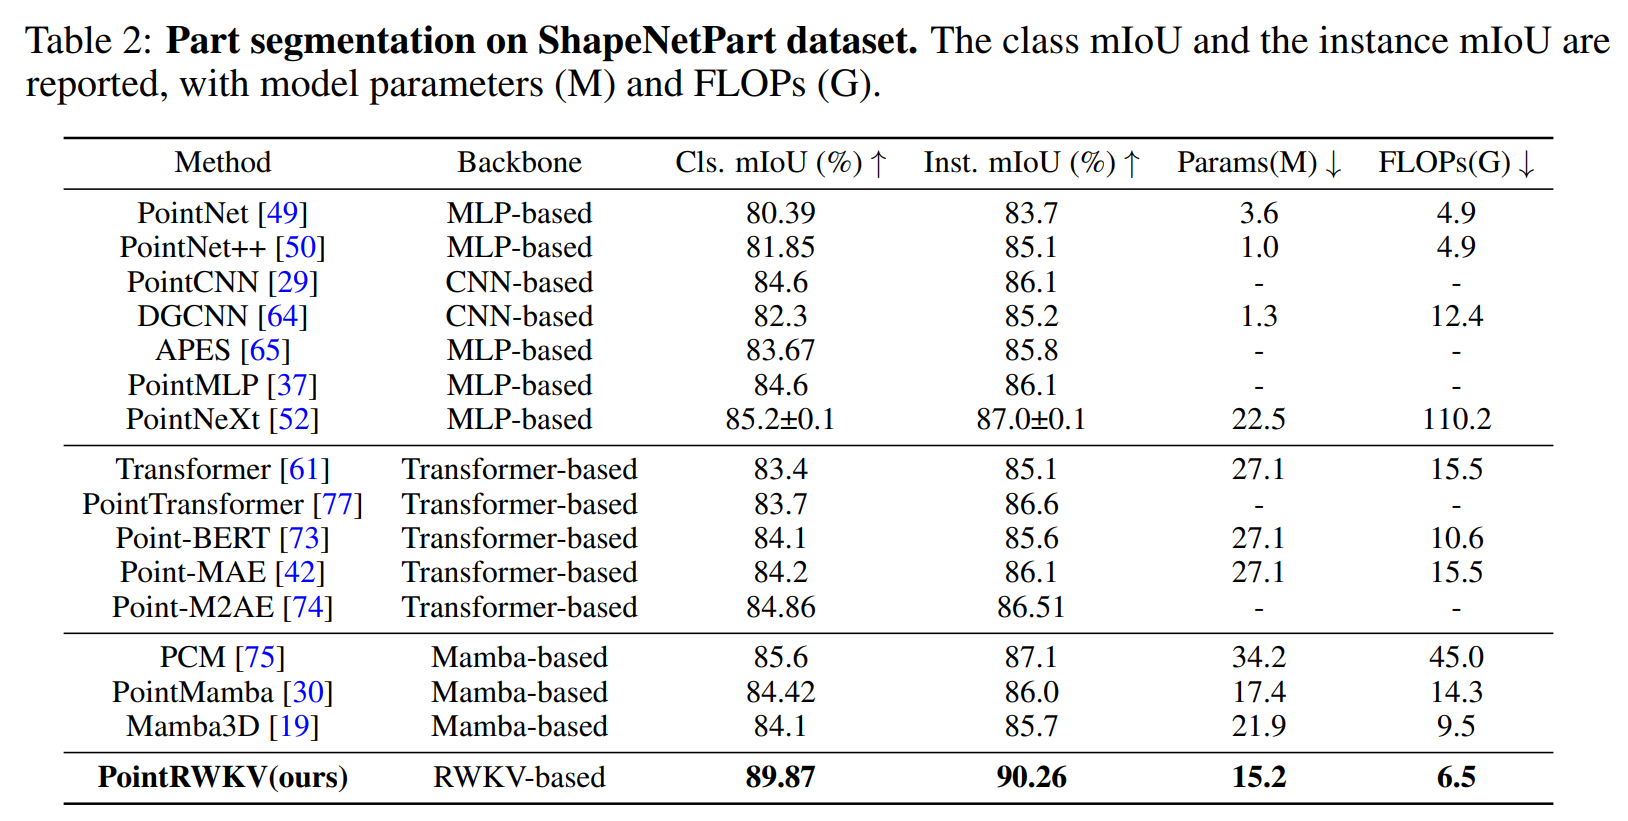 Table 2: Part segmentation on ShapeNetPart dataset. The class mIoU and the instance mIoU are
reported, with model parameters (M) and FLOPs (G).
Method Backbone Cls. mIoU (%) ↑ Inst. mIoU (%) ↑ Params(M) ↓ FLOPs(G) ↓
PointNet [49] MLP-based 80.39 83.7 3.6 4.9
PointNet++ [50] MLP-based 81.85 85.1 1.0 4.9
PointCNN [29] CNN-based 84.6 86.1 - -
DGCNN [64] CNN-based 82.3 85.2 1.3 12.4
APES [65] MLP-based 83.67 85.8 - -
PointMLP [37] MLP-based 84.6 86.1 - -
PointNeXt [52] MLP-based 85.2±0.1 87.0±0.1 22.5 110.2
Transformer [61] Transformer-based 83.4 85.1 27.1 15.5
PointTransformer [77] Transformer-based 83.7 86.6 - -
Point-BERT [73] Transformer-based 84.1 85.6 27.1 10.6
Point-MAE [42] Transformer-based 84.2 86.1 27.1 15.5
Point-M2AE [74] Transformer-based 84.86 86.51 - -
PCM [75] Mamba-based 85.6 87.1 34.2 45.0
PointMamba [30] Mamba-based 84.42 86.0 17.4 14.3
Mamba3D [19] Mamba-based 84.1 85.7 21.9 9.5
PointRWKV(ours) RWKV-based 89.87 90.26 15.2 6.5